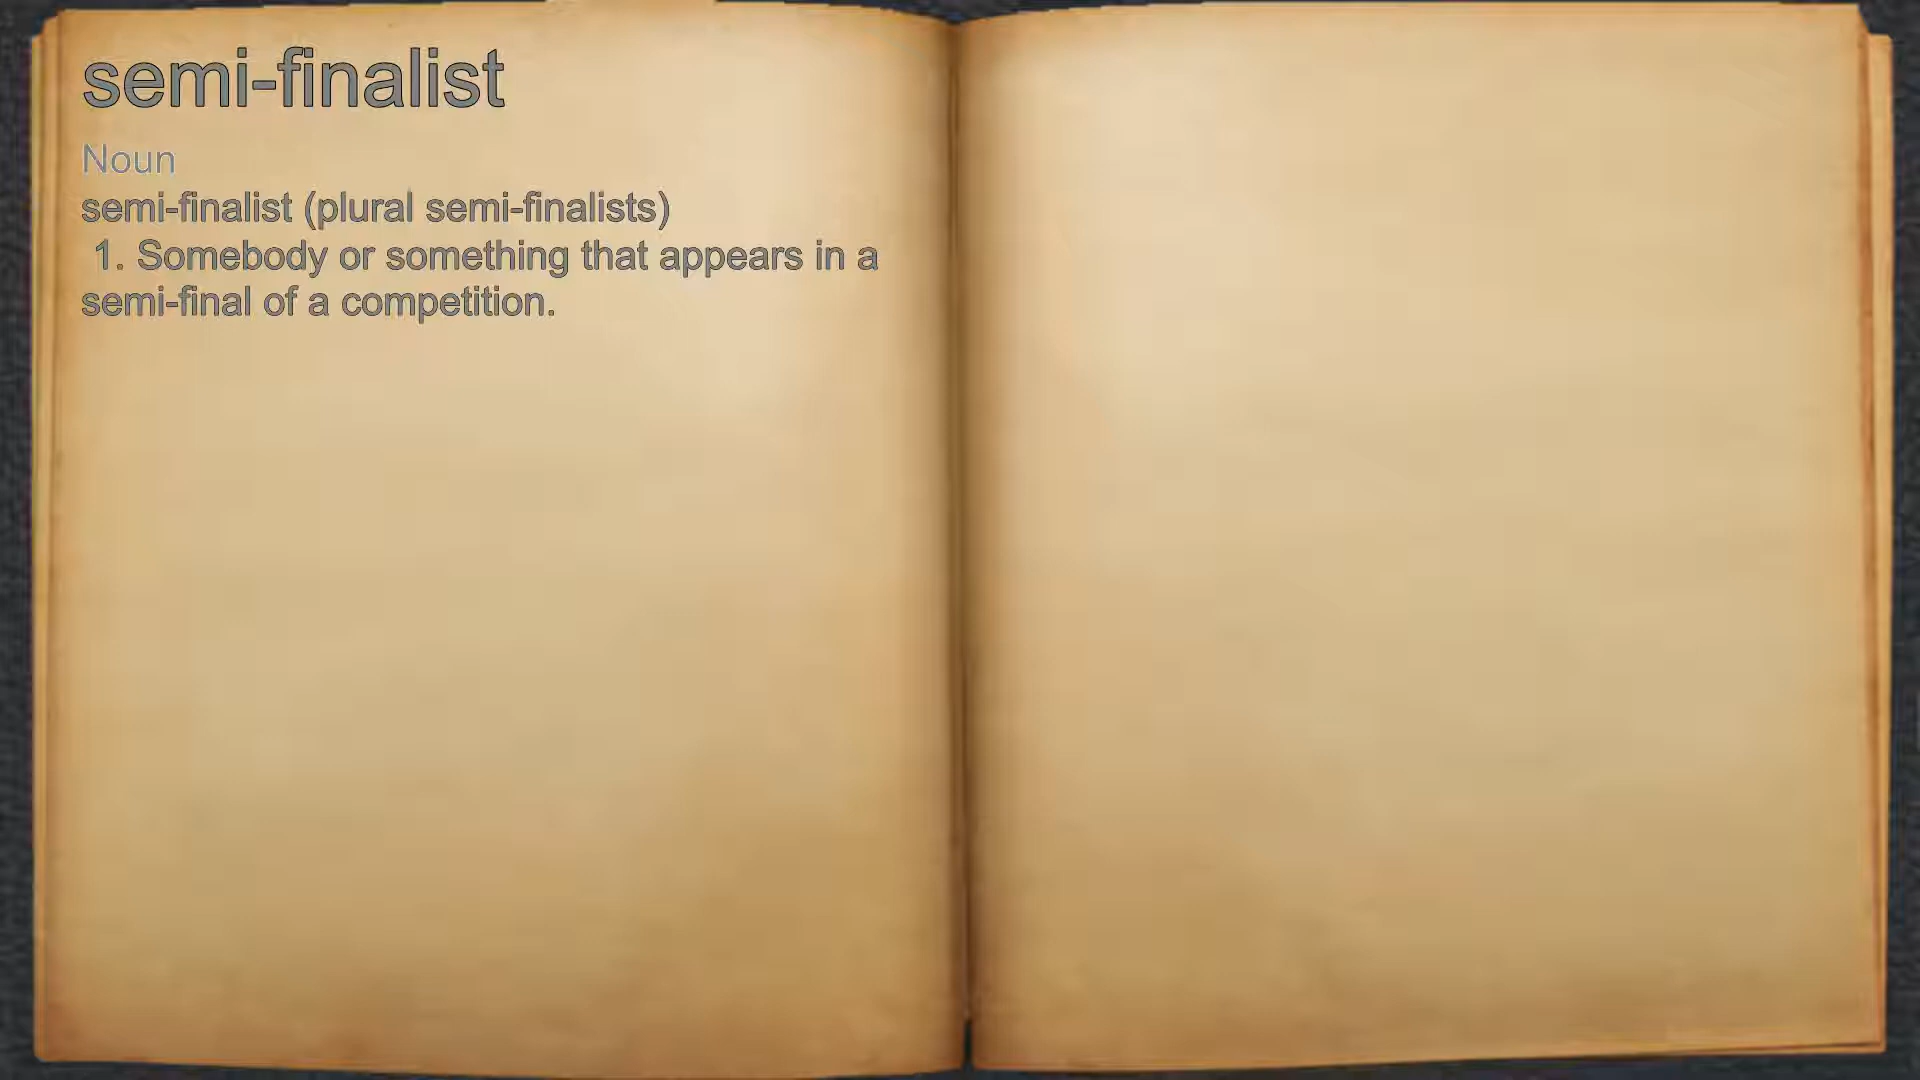 semi-finalist
Noun
semi-finalist (plural semi-finalists)
1. Somebody or something that appears in a
semi-final of a competition.